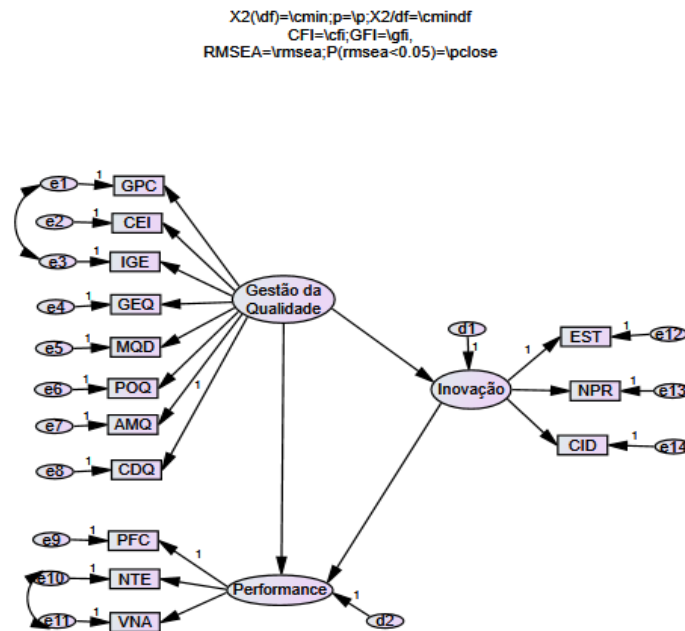 X2(\df)=\cmin;p=\p;X2/df=\cmindf
CFI=\cfi;GFI=\gfi,
RMSEA=\rmsea;P(rmsea<0.05)=\pclose
e1 1 GPC
e2 1 CEI
e3 1 IGE
e4 1 GEQ
e5 1 MQD
e6 1 POQ
e7 1 AMQ
e8 1 CDQ
1
Gestão da
Qualidade
d1
1
Inovação
1 EST 1 e12
NPR 1 e13
CID 1 e14
e9 1 PFC
e10 1 NTE
e11 1 VNA
1
Performance
1
d2